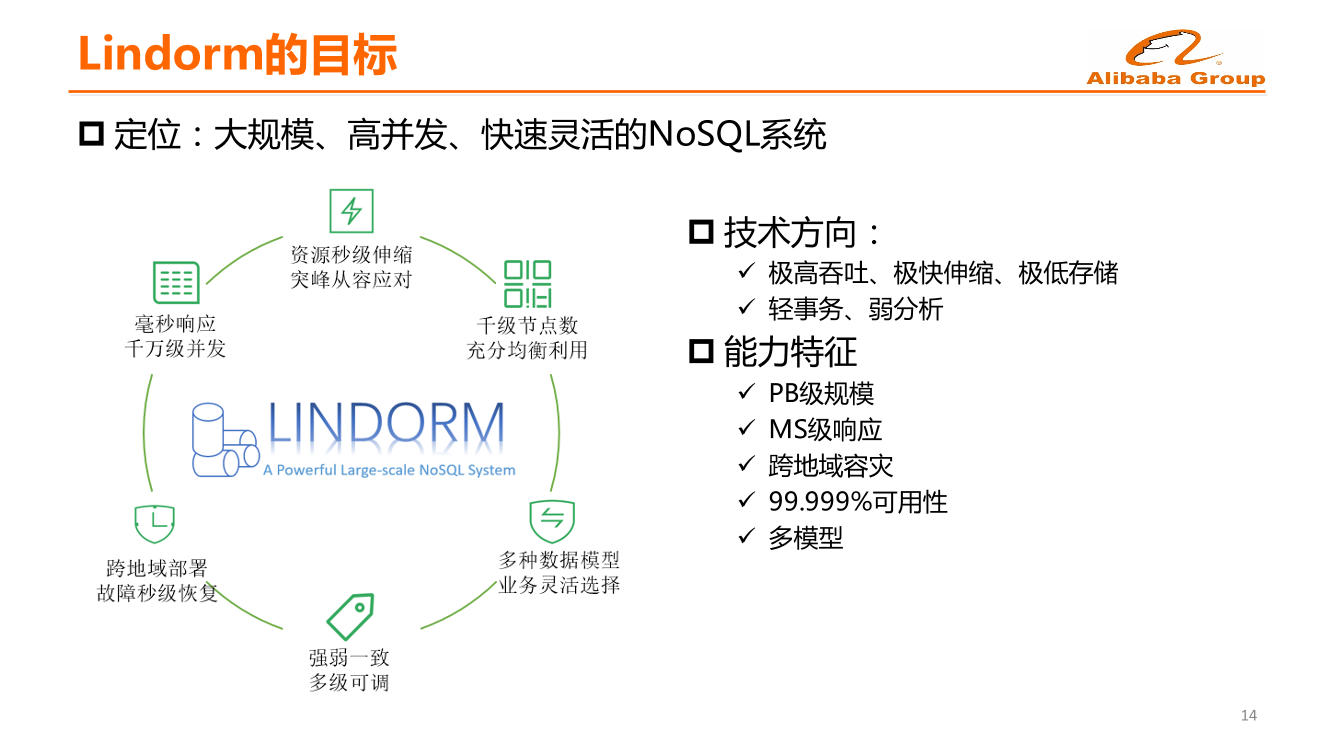 Lindorm的目标
Alibaba Group
定位：大规模、高并发、快速灵活的NoSQL系统
资源秒级伸缩
突峰从容应对
毫秒响应
千万级并发
千级节点数
充分均衡利用
LINDORM
A Powerful Large-scale NoSQL System
跨地域部署
故障秒级恢复
多种数据模型
业务灵活选择
强弱一致
多级可调
技术方向：
极高吞吐、极快伸缩、极低存储
轻事务、弱分析
能力特征
PB级规模
MS级响应
跨地域容灾
99.999%可用性
多模型
14